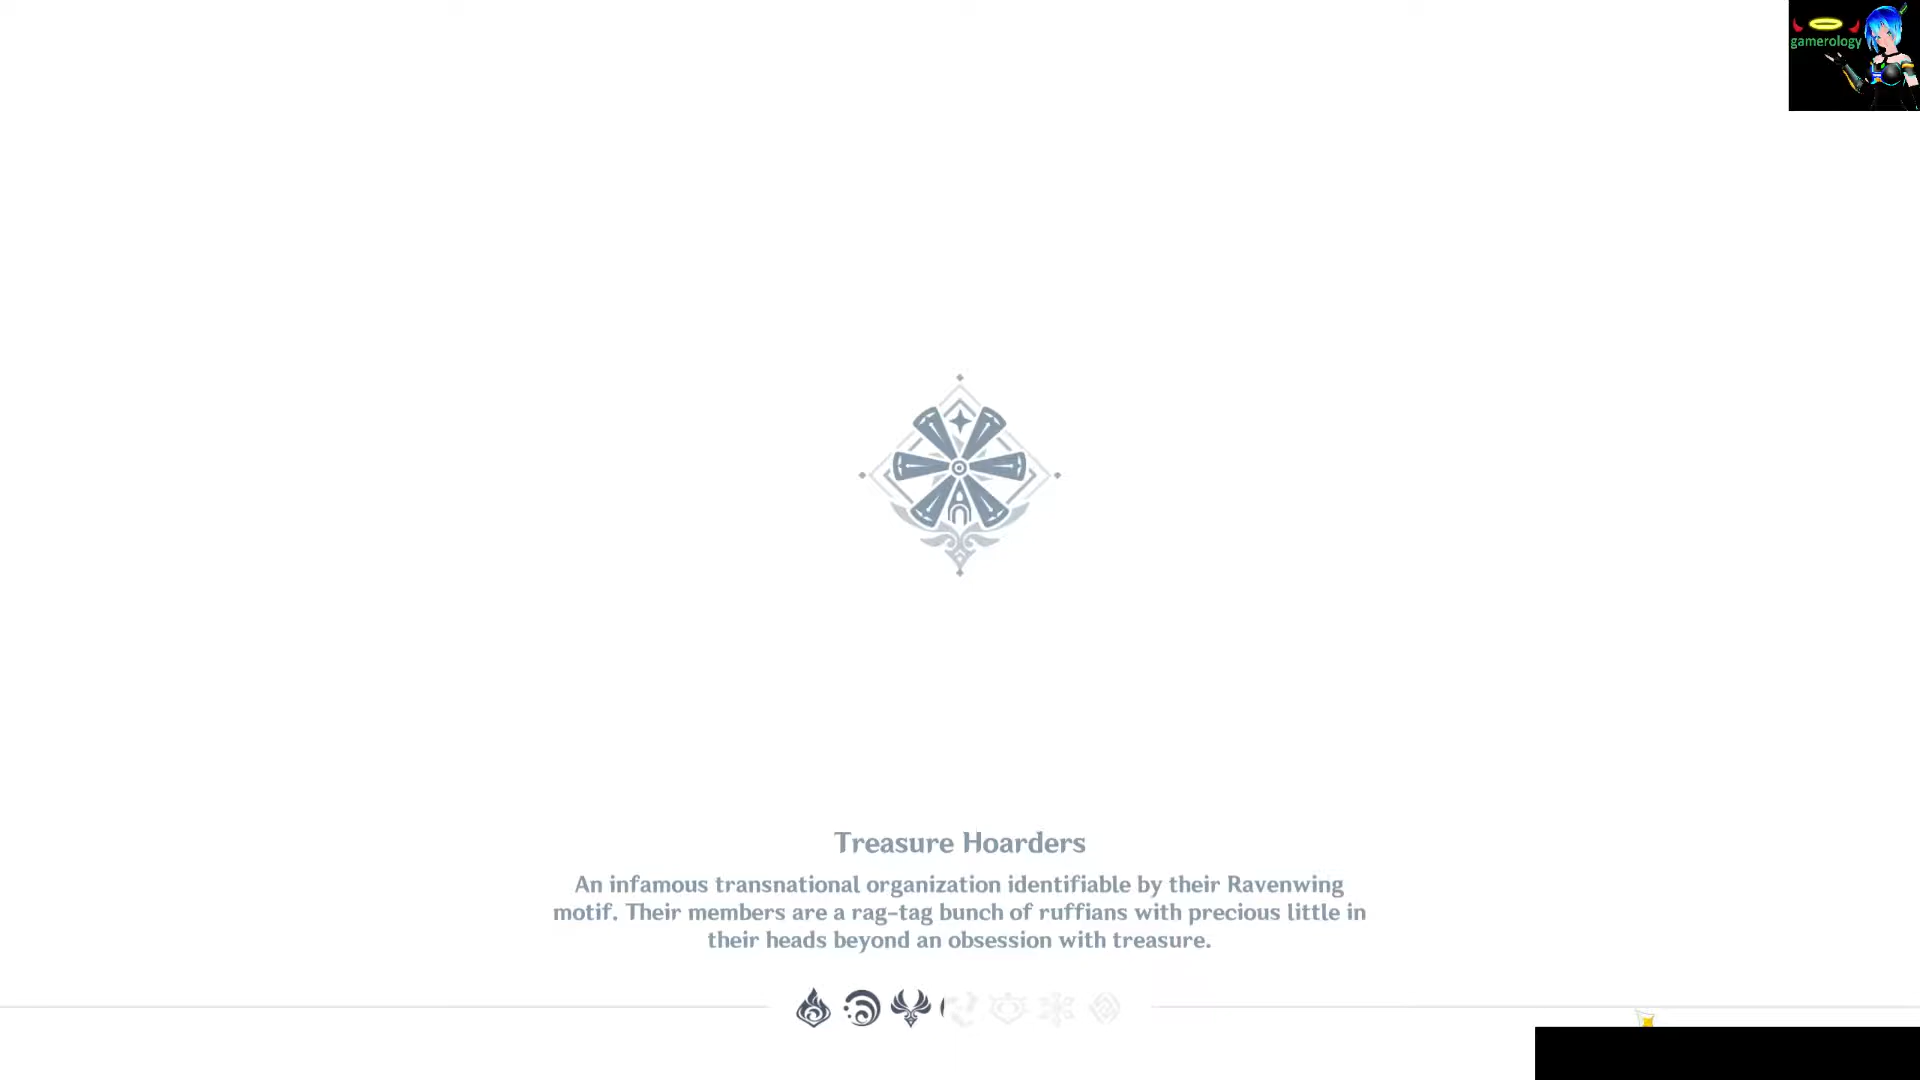 gamerology
Treasure Hoarders
An infamous transnational organization identifiable by their Ravenwing
motif. Their members are a rag-tag bunch of ruffians with precious little in
their heads beyond an obsession with treasure.